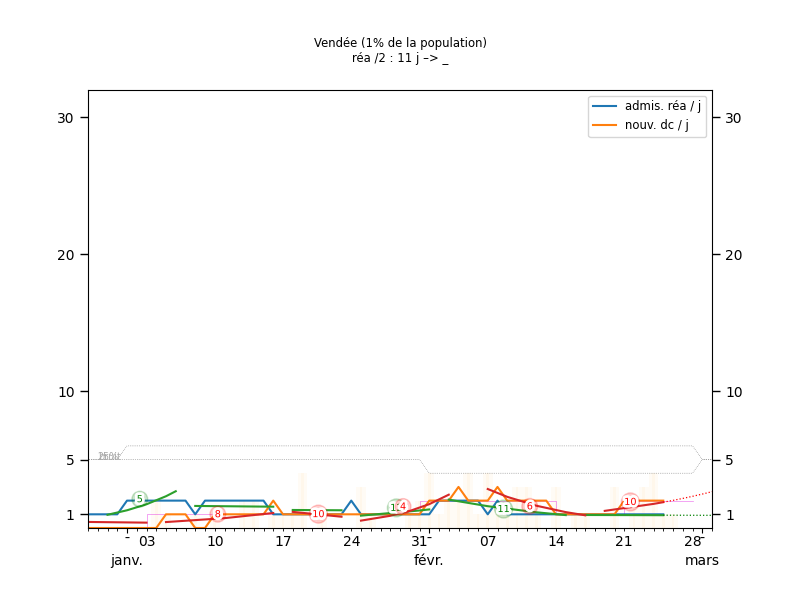 Vendée (1% de la population)
réa /2 : 11 j –> _
admis. réa / j
nouv. dc / j
30 30
20 20
10 10
5 5
1 1
5 8 10 4 11 6 10
- 03 10 17 24 31- 07 14 21 28-
janv. févr. mars